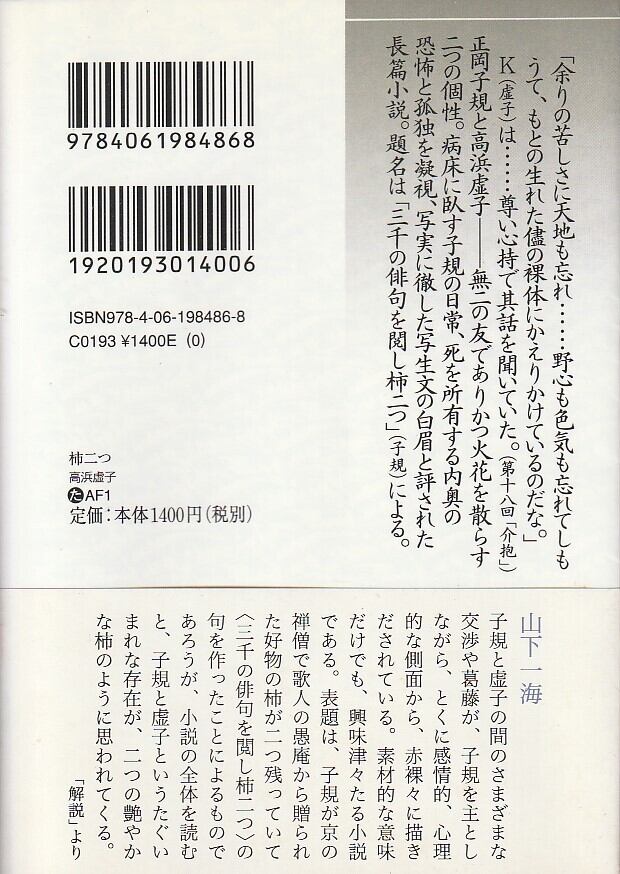 「余りの苦しさに天地も忘れ……野心も色気も忘れてしも
うて、もとの生れた儘の裸体にかえりかけているのだな。」
K(虚子)は……尊い心持で其話を聞いていた。(第十八回「介抱」)
正岡子規と高浜虚子――無二の友でありかつ火花を散らす
二つの個性。病床に臥す子規の日常、死を所有する内奥の
恐怖と孤独を凝視、写実に徹した写生文の白眉と評された
長篇小説。題名は「三千の俳句を閲し柿二つ」(子規)による。
9784061984868
1920193014006
ISBN978-4-06-198486-8
C0193 ¥1400E (0)
柿二つ
高浜虚子
たAF1
定価:本体1400円(税別)
山下一海
子規と虚子の間のさまざまな
交渉や葛藤が、子規を主とし
ながら、とくに感情的、心理
的な側面から、赤裸々に描き
だされている。素材的な意味
だけでも、興味津々たる小説
である。表題は、子規が京の
禅僧で歌人の愚庵から贈られ
た好物の柿が二つ残っていて
〈三千の俳句を閲し柿二つ〉の
句を作ったことによるもので
あろうが、小説の全体を読む
と、子規と虚子というたぐい
まれな存在が、二つの艶やか
な柿のように思われてくる。
「解説」より